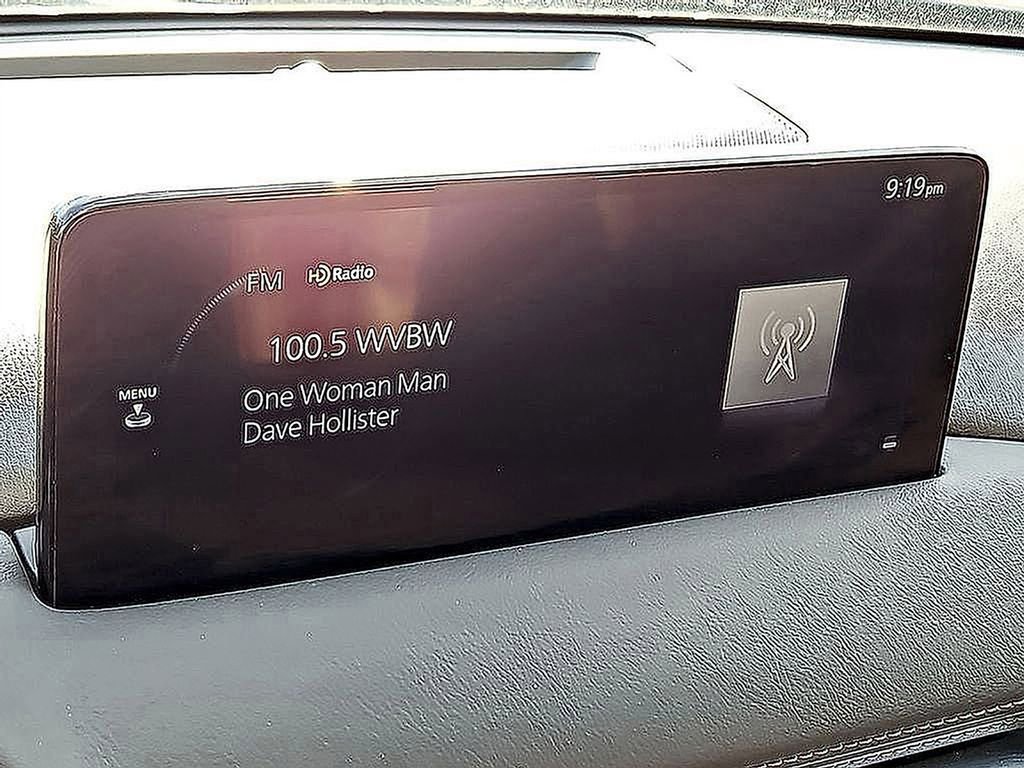 9:19pm
FM HD Radio
100.5 WVBW
MENU
One Woman Man
Dave Hollister